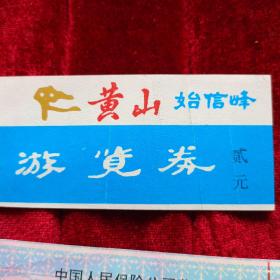 黄山 始信峰
游览券 贰元
中国人民保险公司